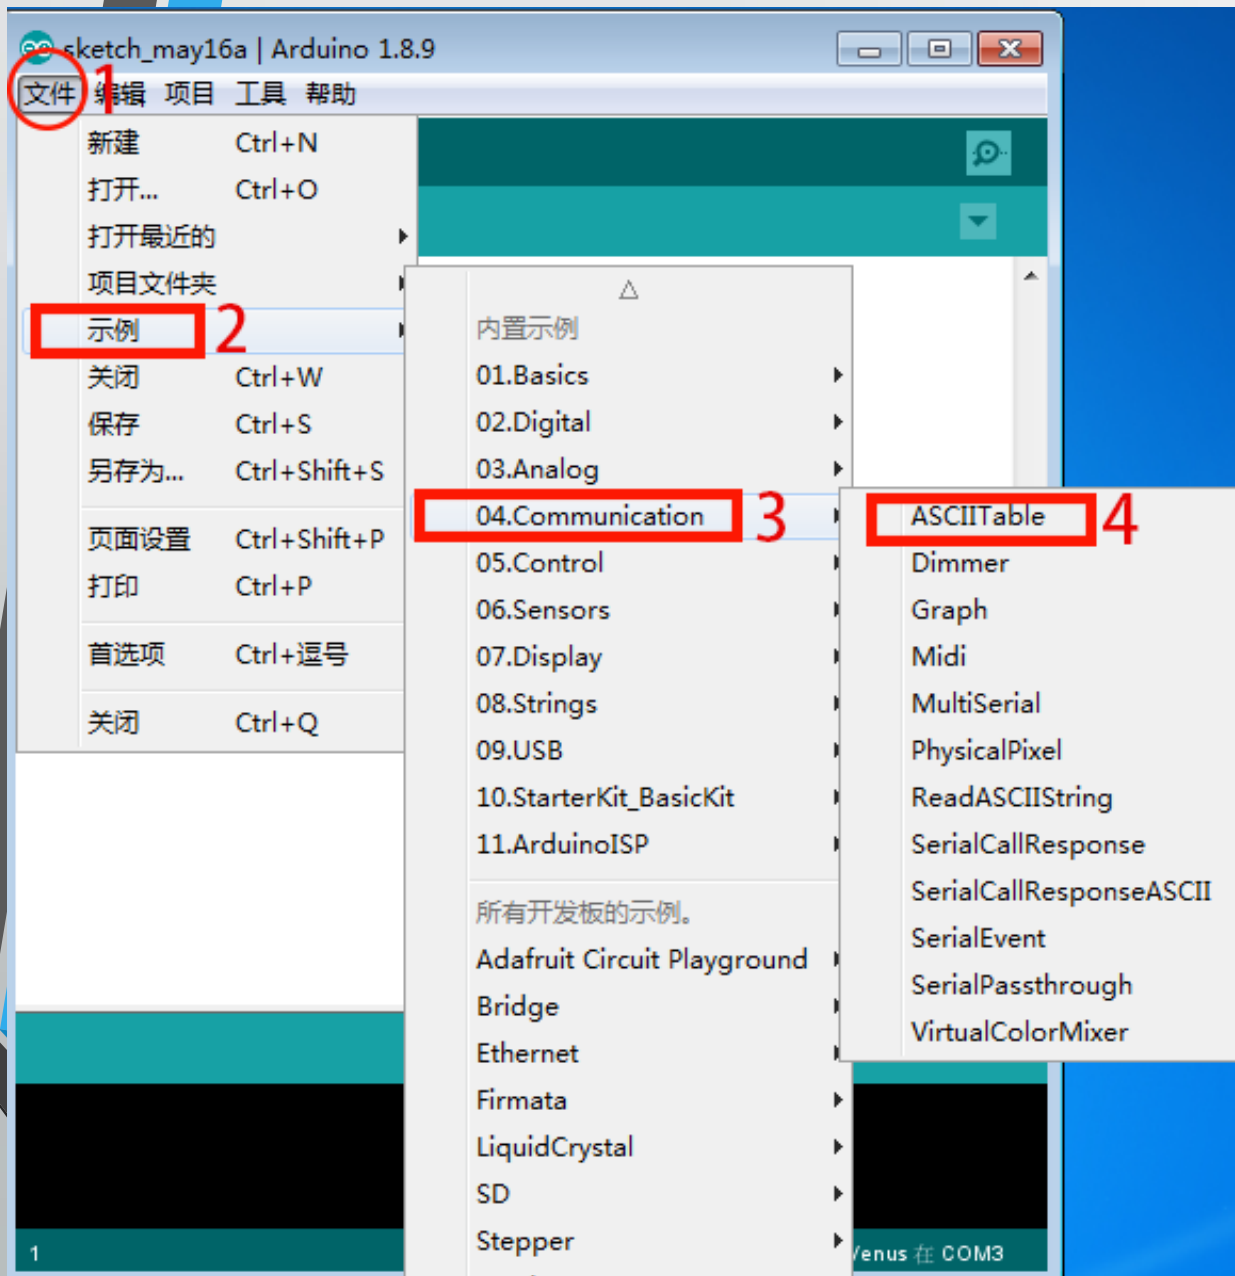 sketch_may16a | Arduino 1.8.9
文件 1 编辑 项目 工具 帮助
新建 Ctrl+N
打开... Ctrl+O
打开最近的
项目文件夹
示例 2
关闭 Ctrl+W
保存 Ctrl+S
另存为... Ctrl+Shift+S
页面设置 Ctrl+Shift+P
打印 Ctrl+P
首选项 Ctrl+逗号
关闭 Ctrl+Q
内置示例
01.Basics
02.Digital
03.Analog
04.Communication 3
05.Control
06.Sensors
07.Display
08.Strings
09.USB
10.StarterKit_BasicKit
11.ArduinoISP
所有开发板的示例。
Adafruit Circuit Playground
Bridge
Ethernet
Firmata
LiquidCrystal
SD
Stepper
ASCIITable 4
Dimmer
Graph
Midi
MultiSerial
PhysicalPixel
ReadASCIIString
SerialCallResponse
SerialCallResponseASCII
SerialEvent
SerialPassthrough
VirtualColorMixer
1
Venus 在 COM3